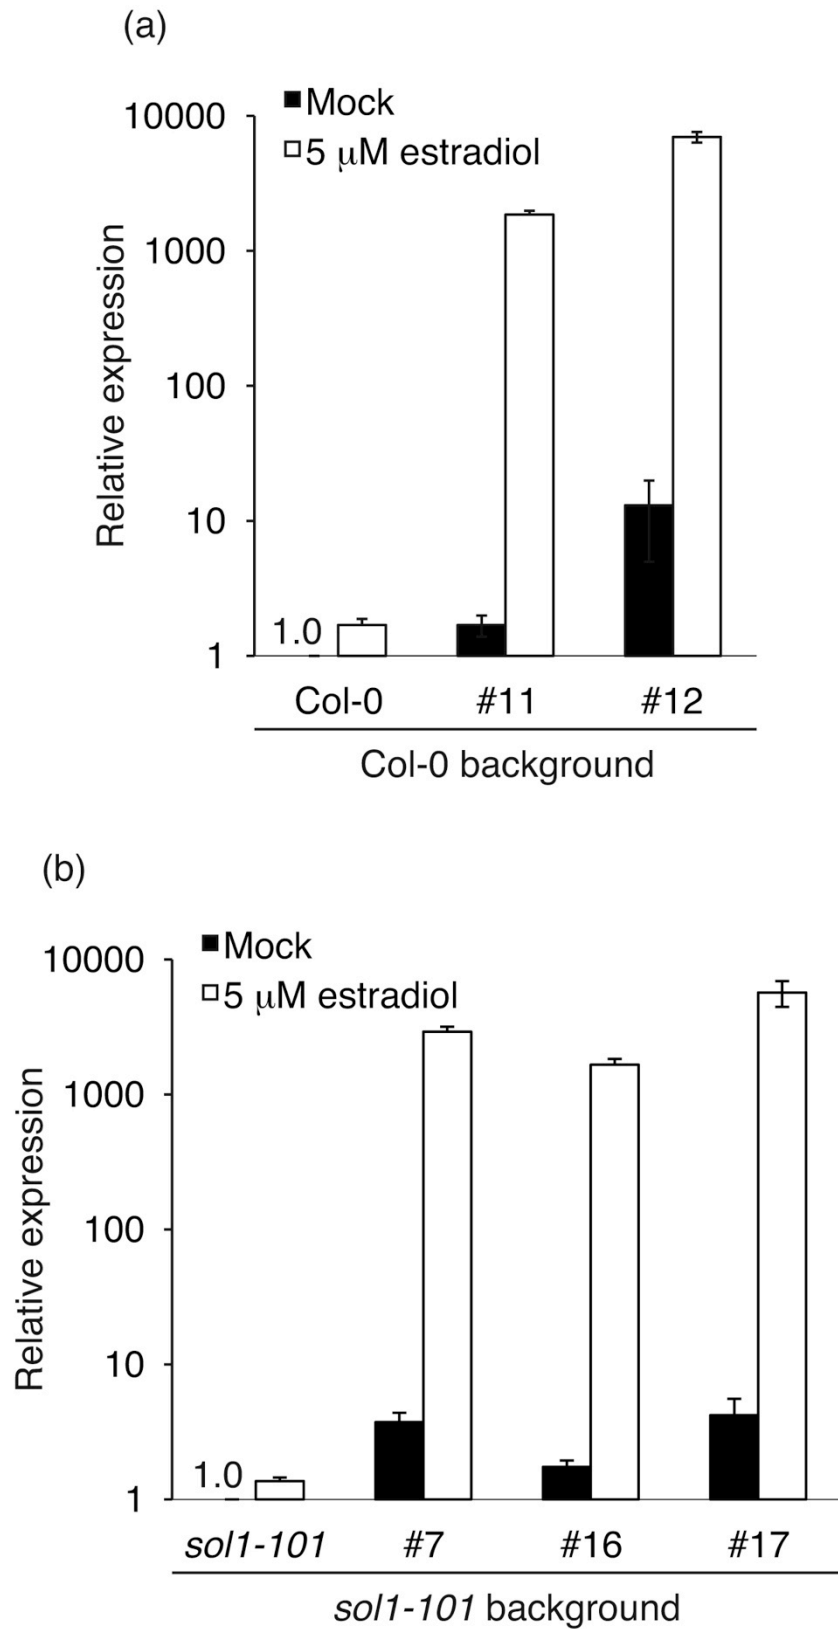 (a)
Mock
5 μM estradiol
Relative expression
10000
1000
100
10
1
1.0
Col-0 #11 #12
Col-0 background
(b)
Mock
5 μM estradiol
Relative expression
10000
1000
100
10
1
1.0
sol1-101 #7 #16 #17
sol1-101 background